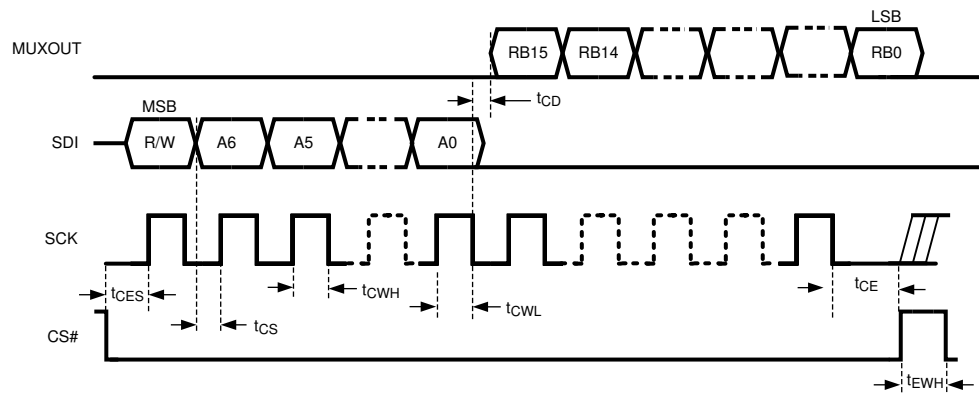 LSB
MUXOUT RB15 RB14 RB0
tCD
MSB
SDI R/W A6 A5 A0
SCK
tCES tCS tCWH tCWL tCE
CS#
tEWH